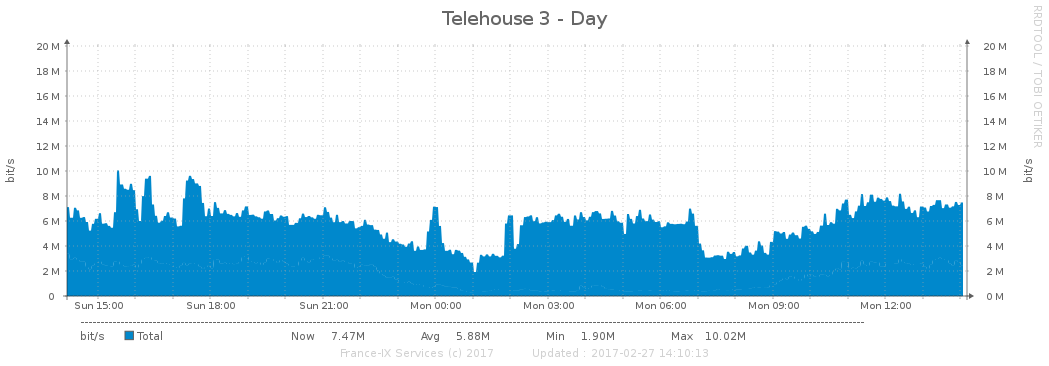 Telehouse 3 - Day
RRDTOOL / TOBI OETIKER
20 M 20 M
18 M 18 M
16 M 16 M
14 M 14 M
12 M 12 M
10 M 10 M
8 M 8 M
6 M 6 M
4 M 4 M
2 M 2 M
0 0 M
bit/s bit/s
Sun 15:00 Sun 18:00 Sun 21:00 Mon 00:00 Mon 03:00 Mon 06:00 Mon 09:00 Mon 12:00
bit/s Total Now 7.47M Avg 5.88M Min 1.90M Max 10.02M
France-IX Services (c) 2017 Updated : 2017-02-27 14:10:13